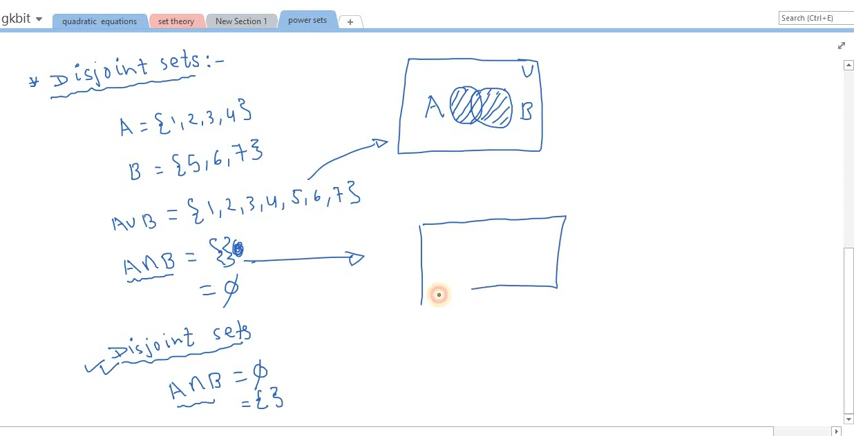 gkbit
quadratic equations
set theory
New Section 1
power sets
Search (Ctrl+E)
* Disjoint sets:-
A = {1,2,3,4}
B = {5,6,7}
A∪B = {1,2,3,4,5,6,7}
A∩B = {}
= ϕ
Disjoint sets
A∩B = ϕ
= { }
U
A
B